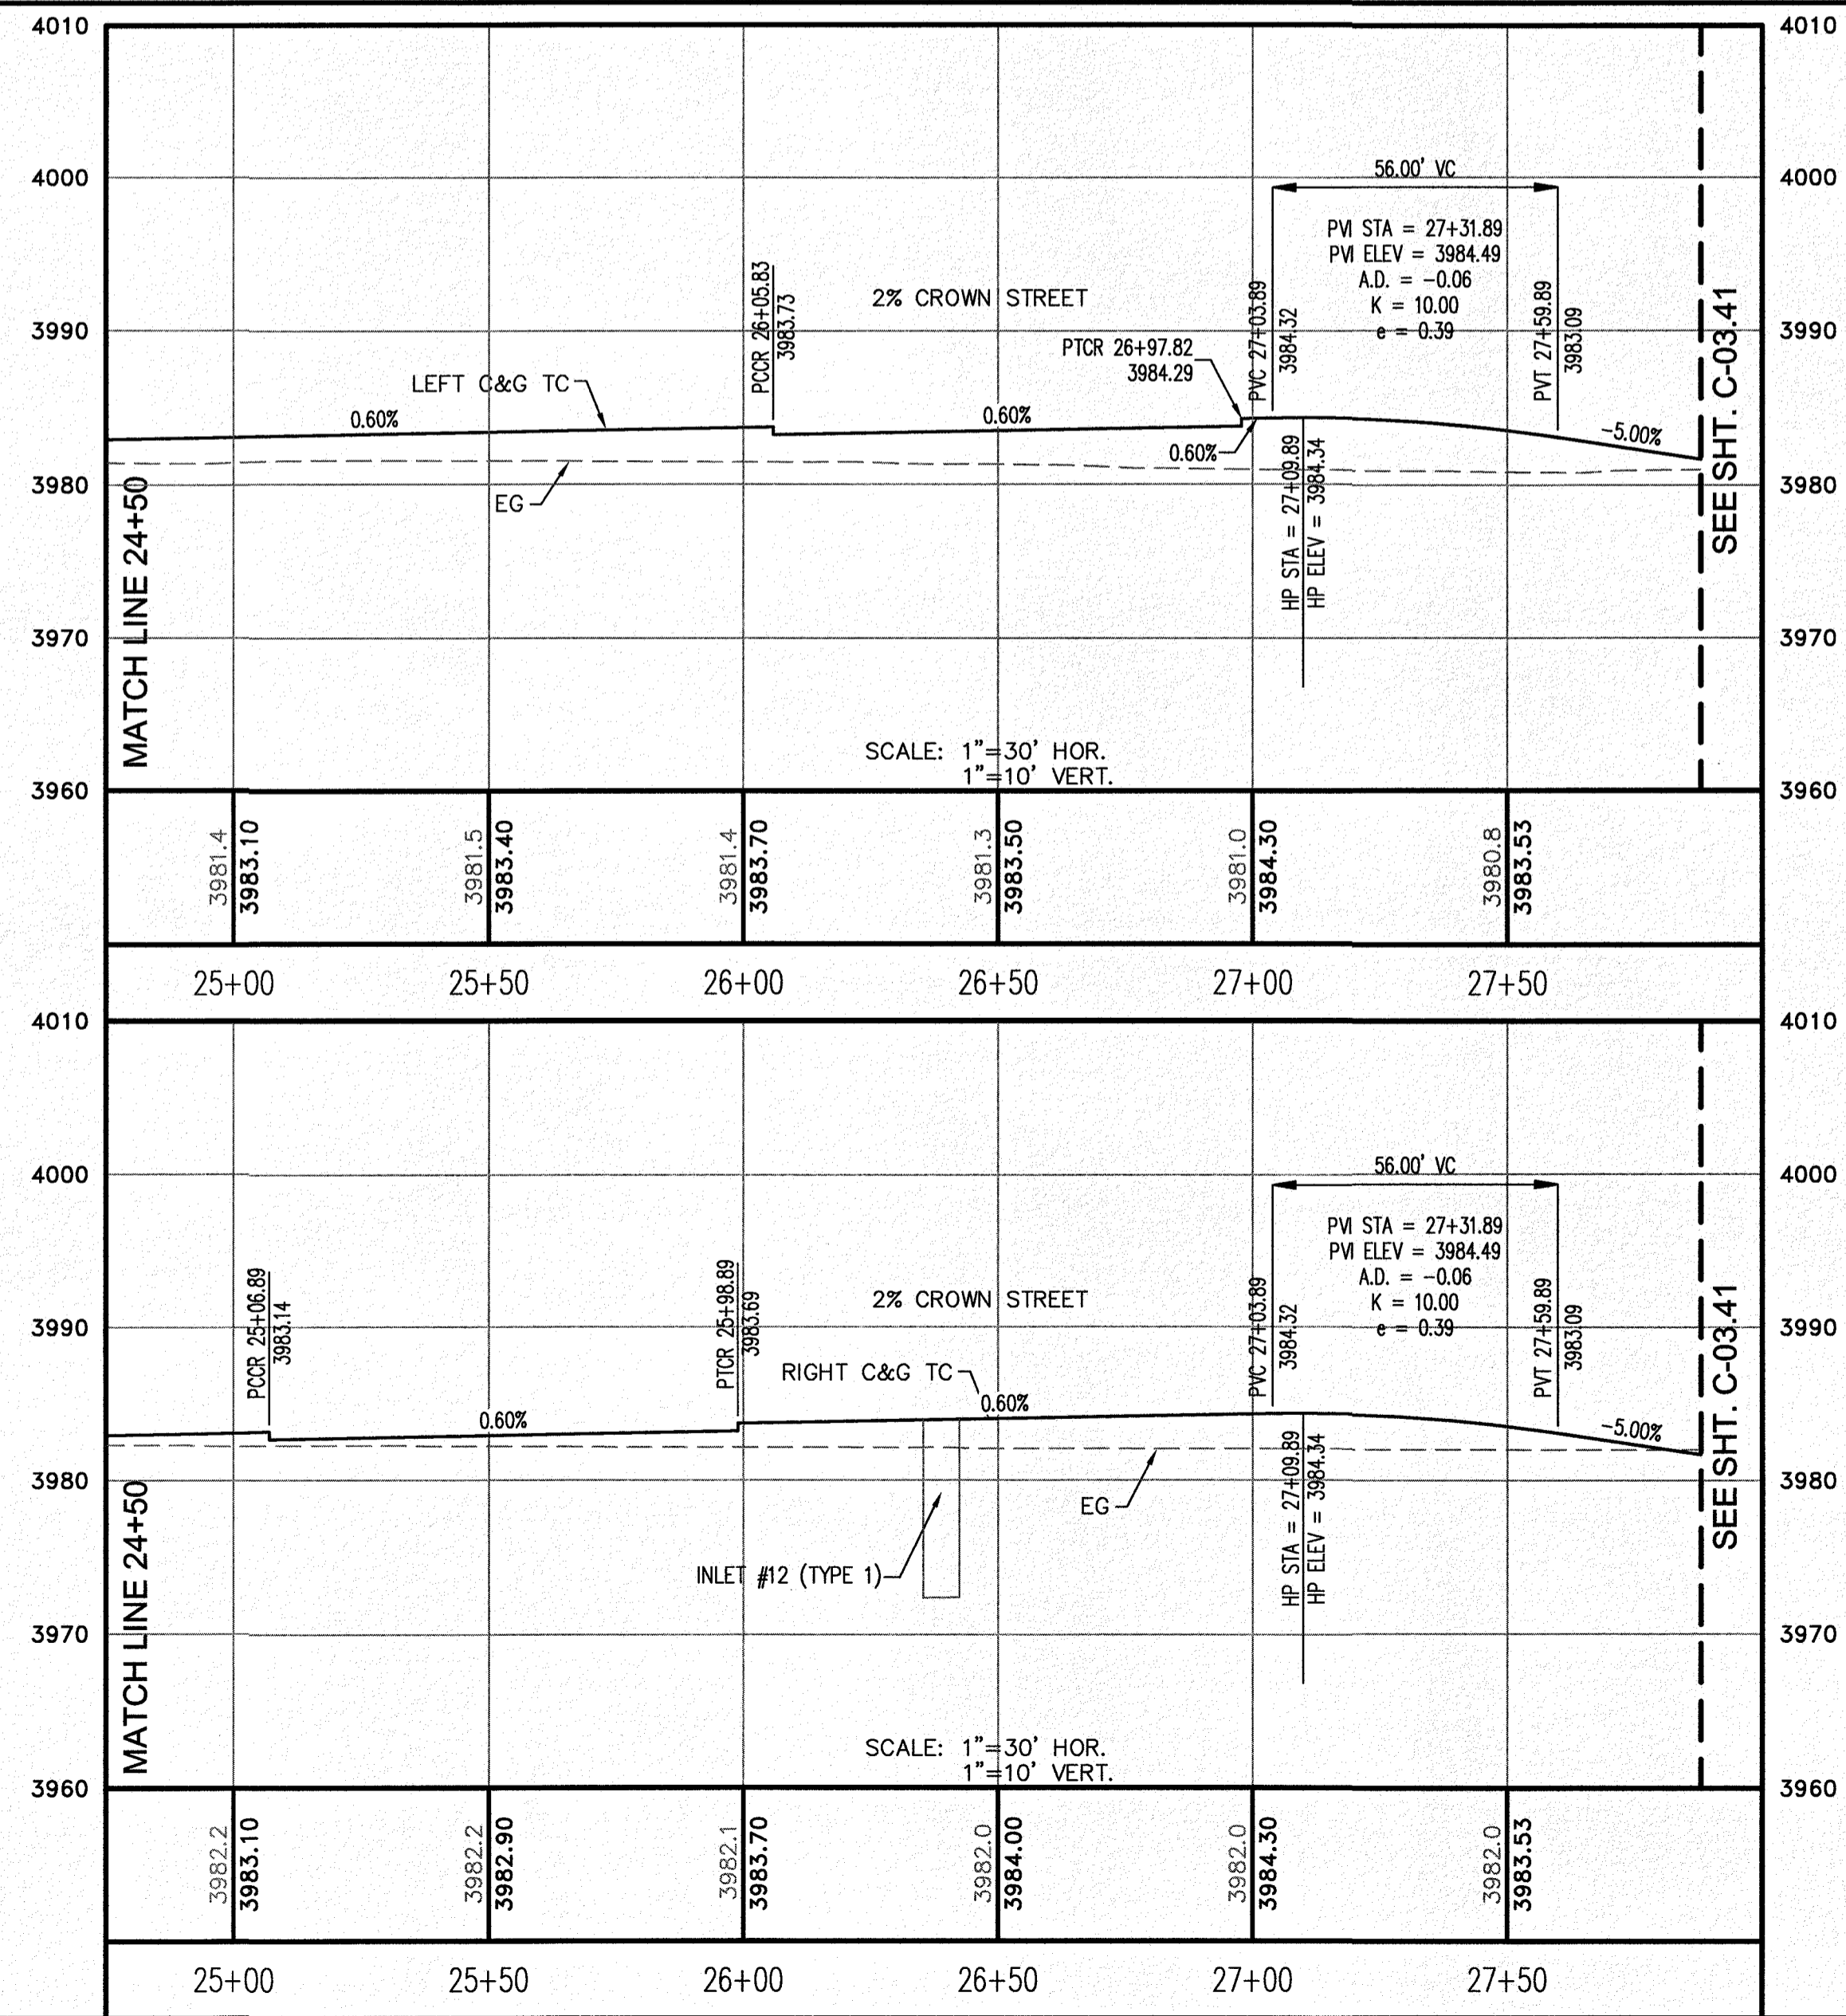 4010
4010
4000
4000
3990
3990
3980
3980
3970
3970
3960
3960
MATCH LINE 24+50
SEE SHT. C-03.41
56.00' VC
PVI STA = 27+31.89
PVI ELEV = 3984.49
A.D. = -0.06
K = 10.00
e = 0.39
PCCR 26+05.83
3983.73
2% CROWN STREET
PTCR 26+97.82
3984.29
PVC 27+03.89
3984.32
PVT 27+59.89
3983.09
LEFT C&G TC
0.60%
0.60%
0.60%
-5.00%
EG
HP STA = 27+09.89
HP ELEV = 3984.34
SCALE: 1"=30' HOR.
1"=10' VERT.
3981.4
3983.10
3981.5
3983.40
3981.4
3983.70
3981.3
3983.50
3981.0
3984.30
3980.8
3983.53
25+00
25+50
26+00
26+50
27+00
27+50
4010
4010
4000
4000
3990
3990
3980
3980
3970
3970
3960
3960
MATCH LINE 24+50
SEE SHT. C-03.41
56.00' VC
PVI STA = 27+31.89
PVI ELEV = 3984.49
A.D. = -0.06
K = 10.00
e = 0.39
PCCR 25+06.89
3983.14
PTCR 25+98.89
3983.69
2% CROWN STREET
PVC 27+03.89
3984.32
PVT 27+59.89
3983.09
RIGHT C&G TC
0.60%
0.60%
-5.00%
EG
INLET #12 (TYPE 1)
HP STA = 27+09.89
HP ELEV = 3984.34
SCALE: 1"=30' HOR.
1"=10' VERT.
3982.2
3983.10
3982.2
3982.90
3982.1
3983.70
3982.0
3984.00
3982.0
3984.30
3982.0
3983.53
25+00
25+50
26+00
26+50
27+00
27+50